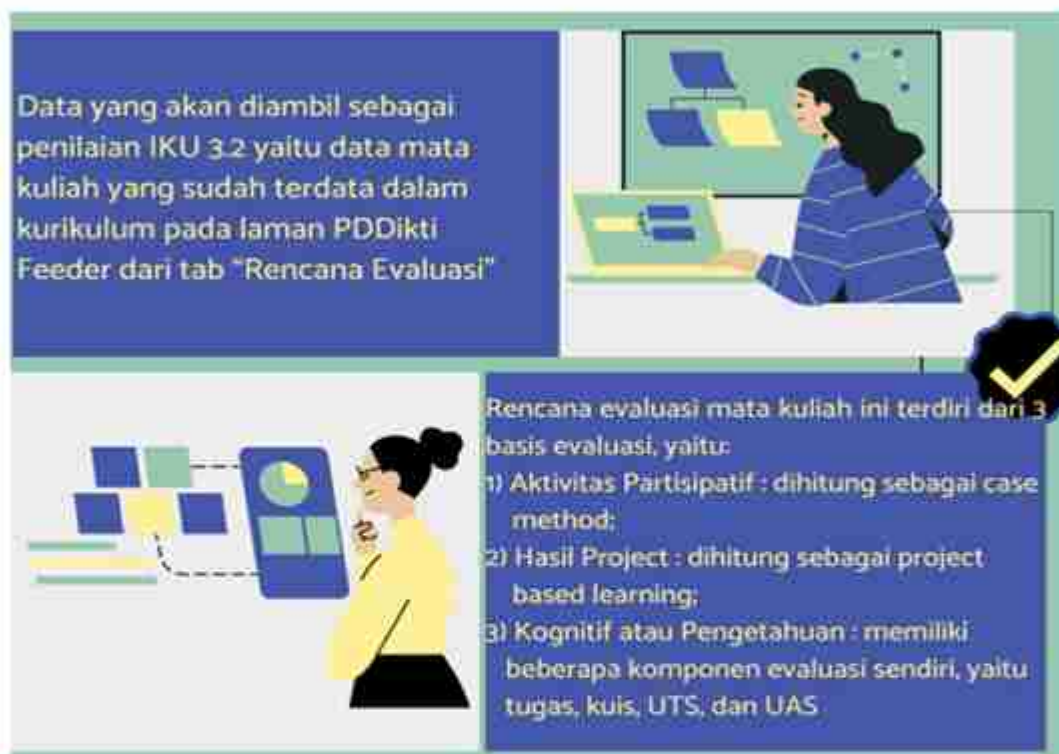 Data yang akan diambil sebagai
penilaian IKU 3.2 yaitu data mata
kuliah yang sudah terdata dalam
kurikulum pada laman PDDikti
Feeder dari tab "Rencana Evaluasi"
Rencana evaluasi mata kuliah ini terdiri dari 3
basis evaluasi, yaitu:
1) Aktivitas Partisipatif : dihitung sebagai case
method;
2) Hasil Project : dihitung sebagai project
based learning;
3) Kognitif atau Pengetahuan : memiliki
beberapa komponen evaluasi sendiri, yaitu
tugas, kuis, UTS, dan UAS